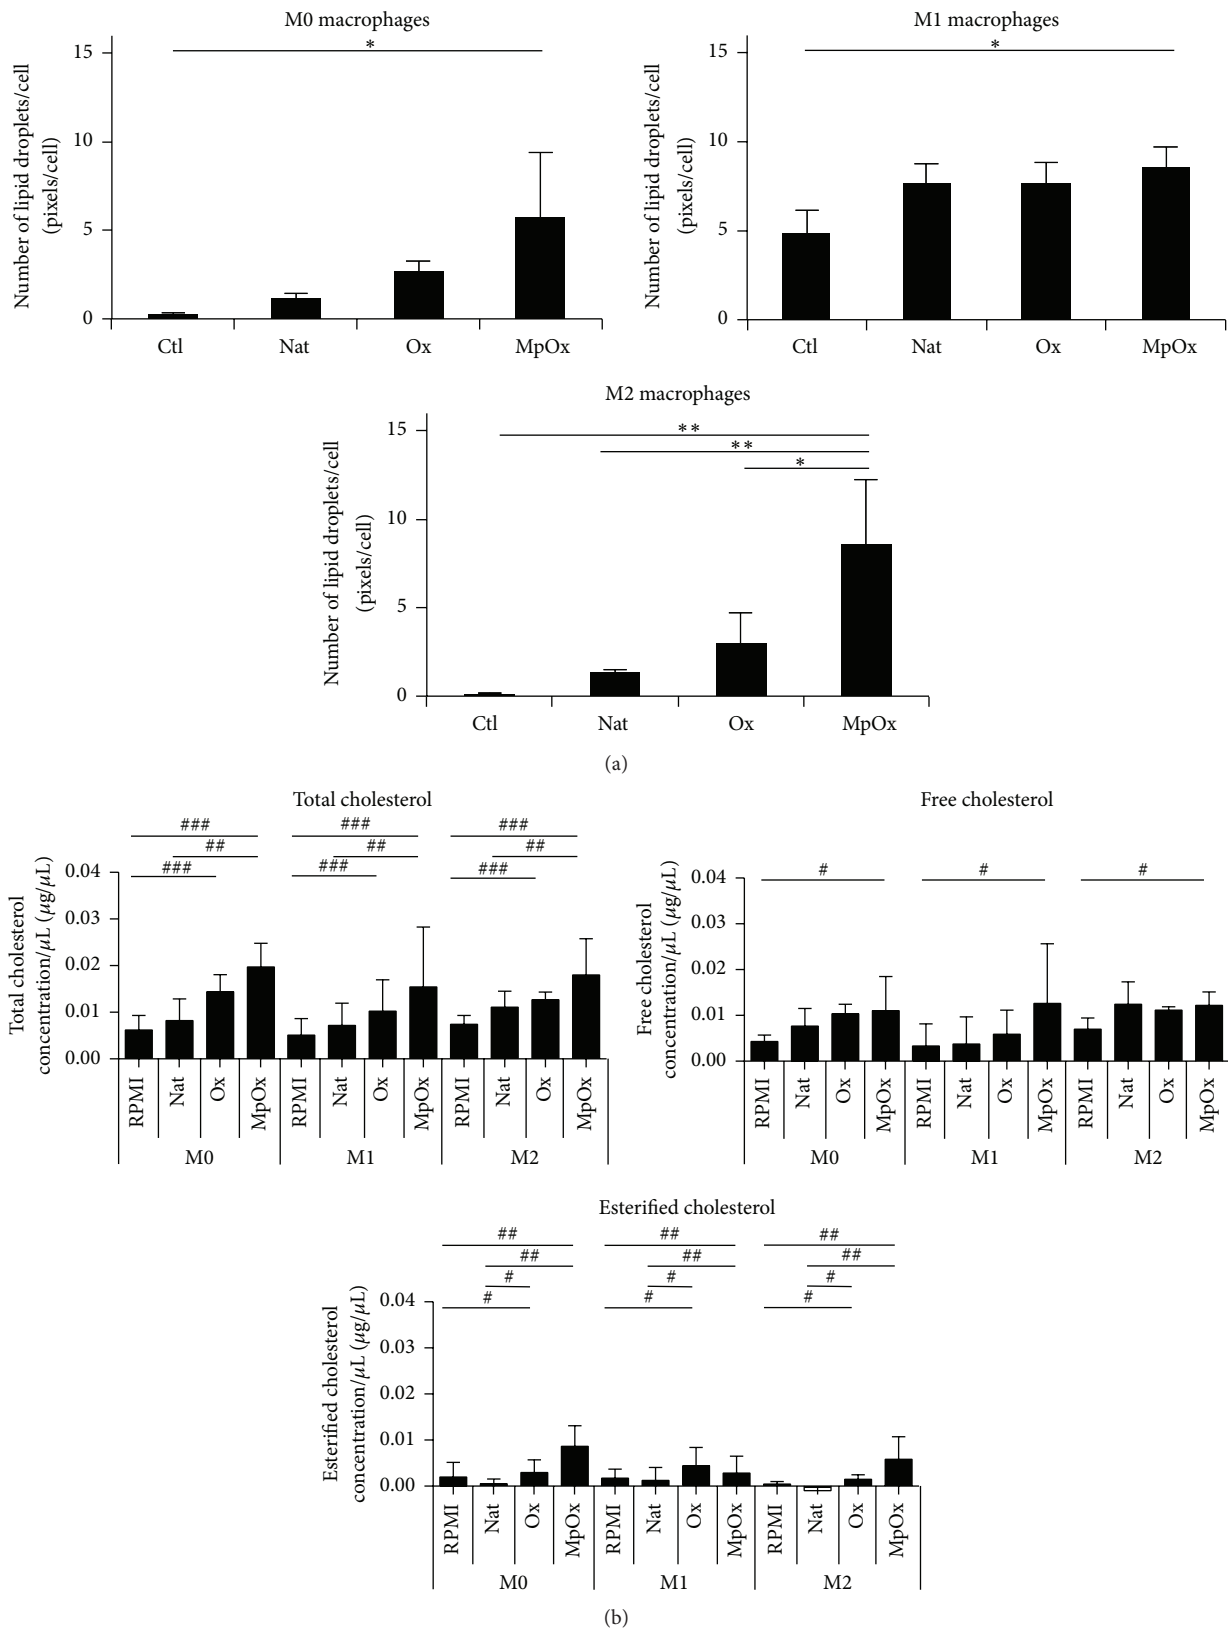 M0 macrophages
*
15
10
5
0
Number of lipid droplets/cell
(pixels/cell)
Ctl Nat Ox MpOx
M1 macrophages
*
15
10
5
0
Number of lipid droplets/cell
(pixels/cell)
Ctl Nat Ox MpOx
M2 macrophages
**
**
*
15
10
5
0
Number of lipid droplets/cell
(pixels/cell)
Ctl Nat Ox MpOx
(a)
Total cholesterol
###
##
###
###
##
###
###
##
###
0.04
0.03
0.02
0.01
0.00
Total cholesterol
concentration/μL (μg/μL)
RPMI Nat Ox MpOx RPMI Nat Ox MpOx RPMI Nat Ox MpOx
M0 M1 M2
Free cholesterol
# # #
0.04
0.03
0.02
0.01
0.00
Free cholesterol
concentration/μL (μg/μL)
RPMI Nat Ox MpOx RPMI Nat Ox MpOx RPMI Nat Ox MpOx
M0 M1 M2
Esterified cholesterol
## ## ##
## ## ##
# # #
# # #
0.04
0.03
0.02
0.01
0.00
Esterified cholesterol
concentration/μL (μg/μL)
RPMI Nat Ox MpOx RPMI Nat Ox MpOx RPMI Nat Ox MpOx
M0 M1 M2
(b)